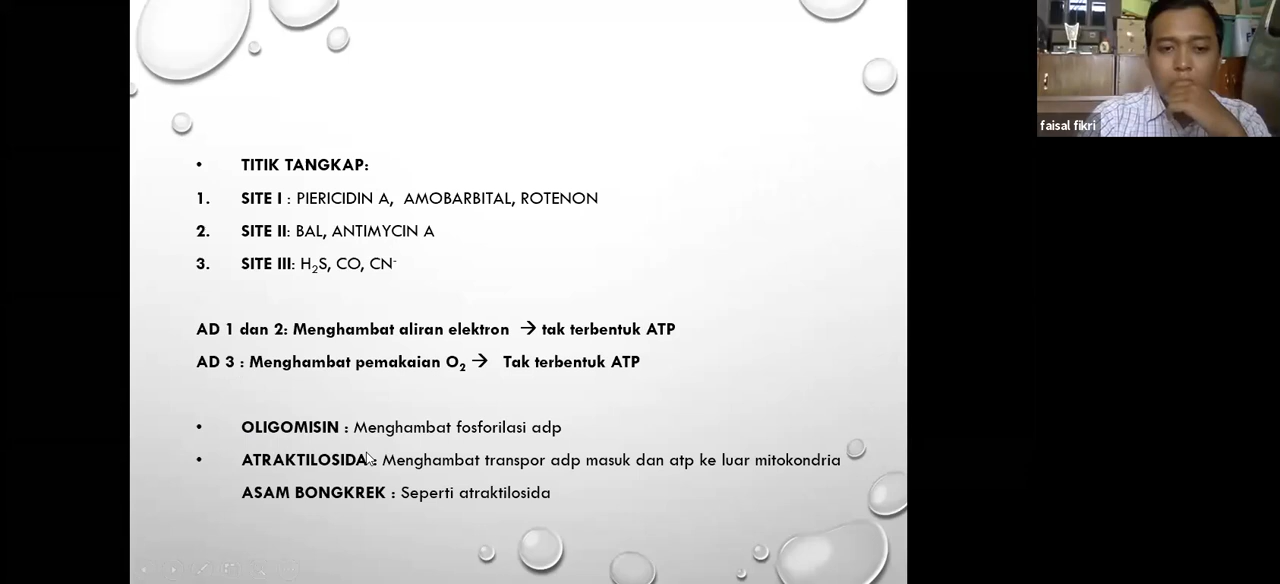 • TITIK TANGKAP:
1. SITE I : PIERICIDIN A, AMOBARBITAL, ROTENON
2. SITE II: BAL, ANTIMYCIN A
3. SITE III: H₂S, CO, CN⁻
AD 1 dan 2: Menghambat aliran elektron → tak terbentuk ATP
AD 3 : Menghambat pemakaian O₂ → Tak terbentuk ATP
• OLIGOMISIN : Menghambat fosforilasi adp
• ATRAKTILOSIDA : Menghambat transpor adp masuk dan atp ke luar mitokondria
ASAM BONGKREK : Seperti atraktilosida
faisal fikri